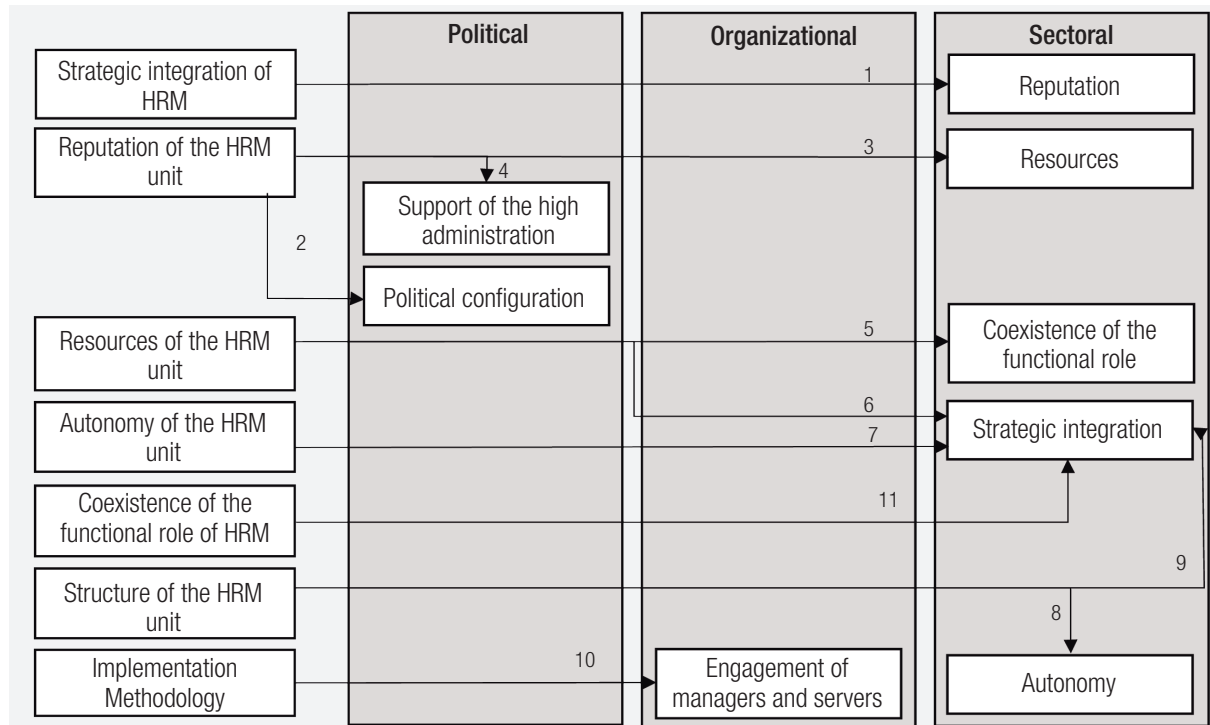 Political
Organizational
Sectoral
Strategic integration of
HRM
1
Reputation
Reputation of the HRM
unit
3
Resources
4
Support of the high
administration
2
Political configuration
Resources of the HRM
unit
5
Coexistence of the
functional role
6
Strategic integration
Autonomy of the HRM
unit
7
Coexistence of the
functional role of HRM
11
9
Structure of the HRM
unit
8
Implementation
Methodology
10
Engagement of
managers and servers
Autonomy